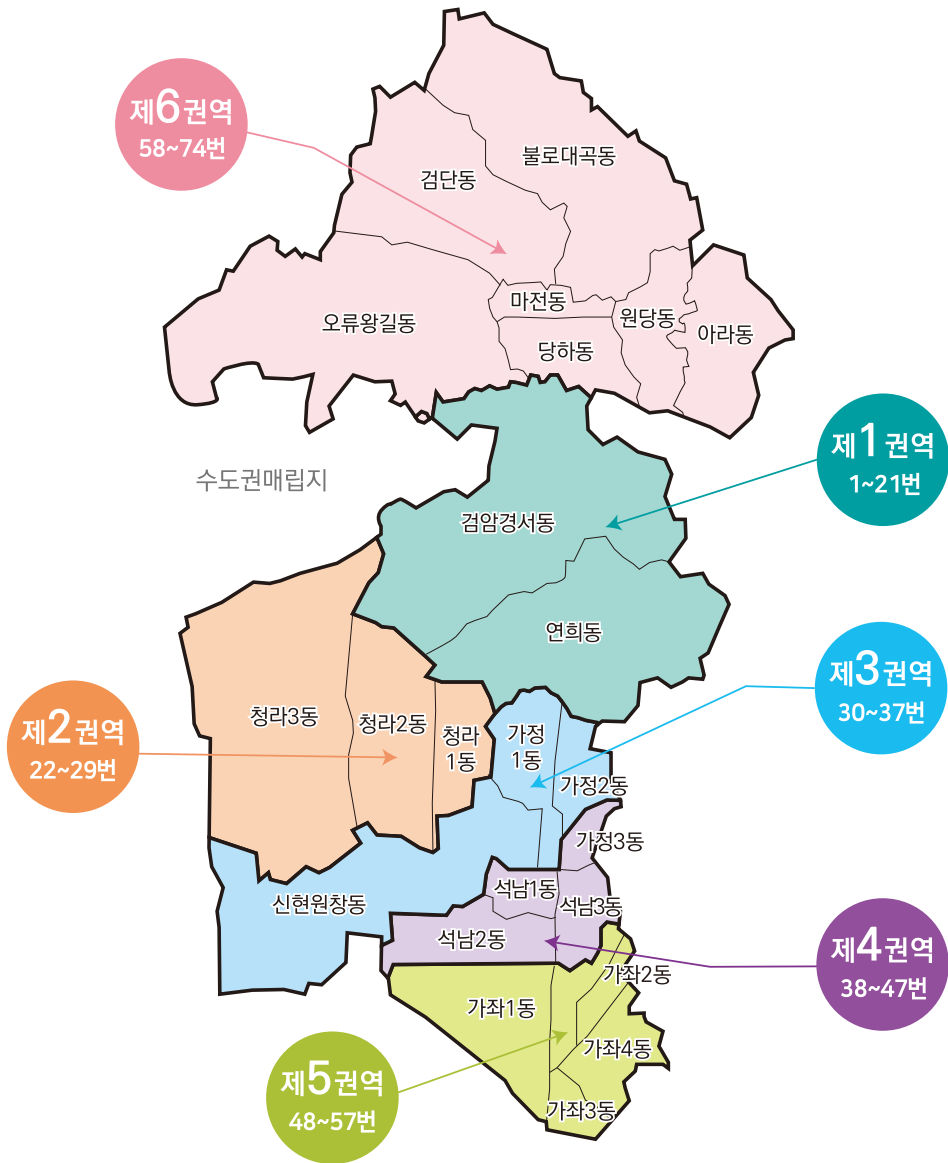 제6권역
58~74번
불로대곡동
검단동
마전동
오류왕길동
원당동
아라동
당하동
제1권역
1~21번
수도권매립지
검암경서동
연희동
제3권역
30~37번
제2권역
22~29번
청라3동
청라2동
청라
1동
가정
1동
가정2동
가정3동
신현원창동
석남1동
석남3동
석남2동
제4권역
38~47번
가좌2동
가좌1동
가좌4동
제5권역
48~57번
가좌3동